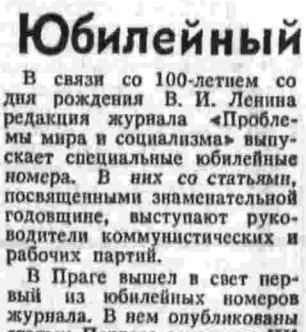 Юбилейный
В связи со 100-летием со
дня рождения В. И. Ленина
редакция журнала «Пробле-
мы мира и социализма» выпу-
скает специальные юбилейные
номера. В них со статьями,
посвященными знаменательной
годовщине, выступают руко-
водители коммунистических и
рабочих партий.
В Праге вышел в свет пер-
вый из юбилейных номеров
журнала. В нем опубликованы